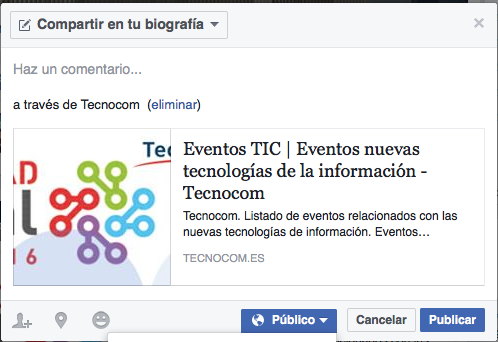 Compartir en tu biografía
Haz un comentario...
a través de Tecnocom (eliminar)
Eventos TIC | Eventos nuevas
tecnologías de la información -
Tecnocom
Tecnocom. Listado de eventos relacionados con las
nuevas tecnologías de información. Eventos…
TECNOCOM.ES
Público
Cancelar
Publicar